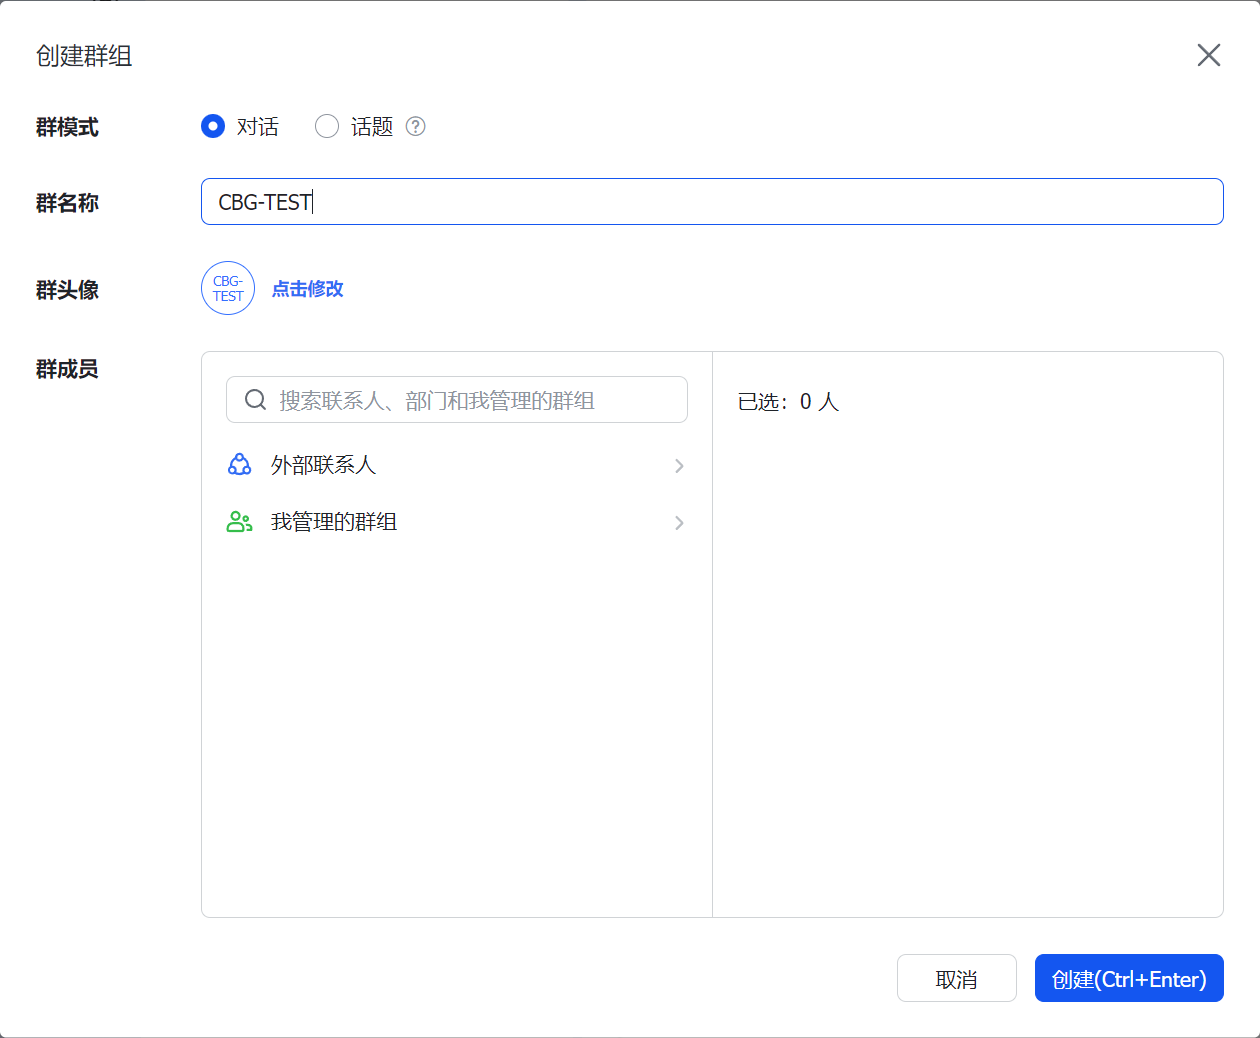 创建群组
群模式
对话
话题
?
群名称
CBG-TEST
群头像
CBG-
TEST
点击修改
群成员
搜索联系人、部门和我管理的群组
已选：0 人
外部联系人
我管理的群组
取消
创建(Ctrl+Enter)